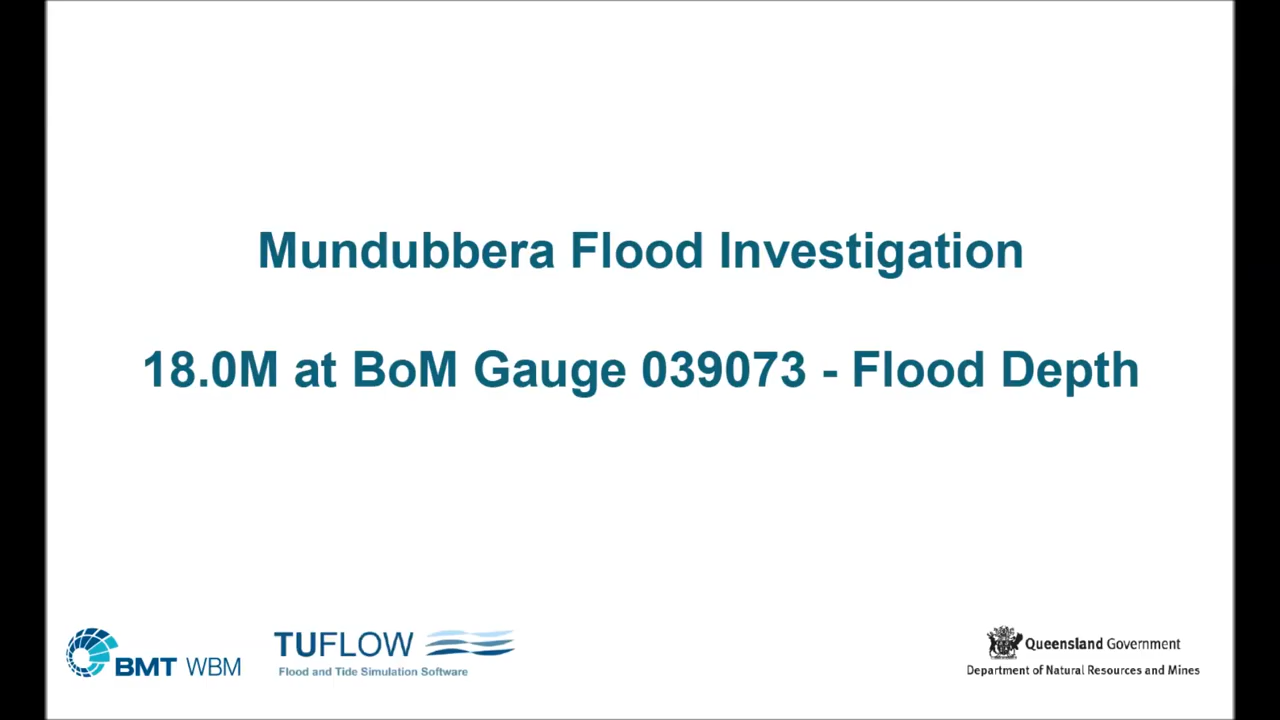 Mundubbera Flood Investigation
18.0M at BoM Gauge 039073 - Flood Depth
BMT WBM
TUFLOW
Flood and Tide Simulation Software
Queensland Government
Department of Natural Resources and Mines